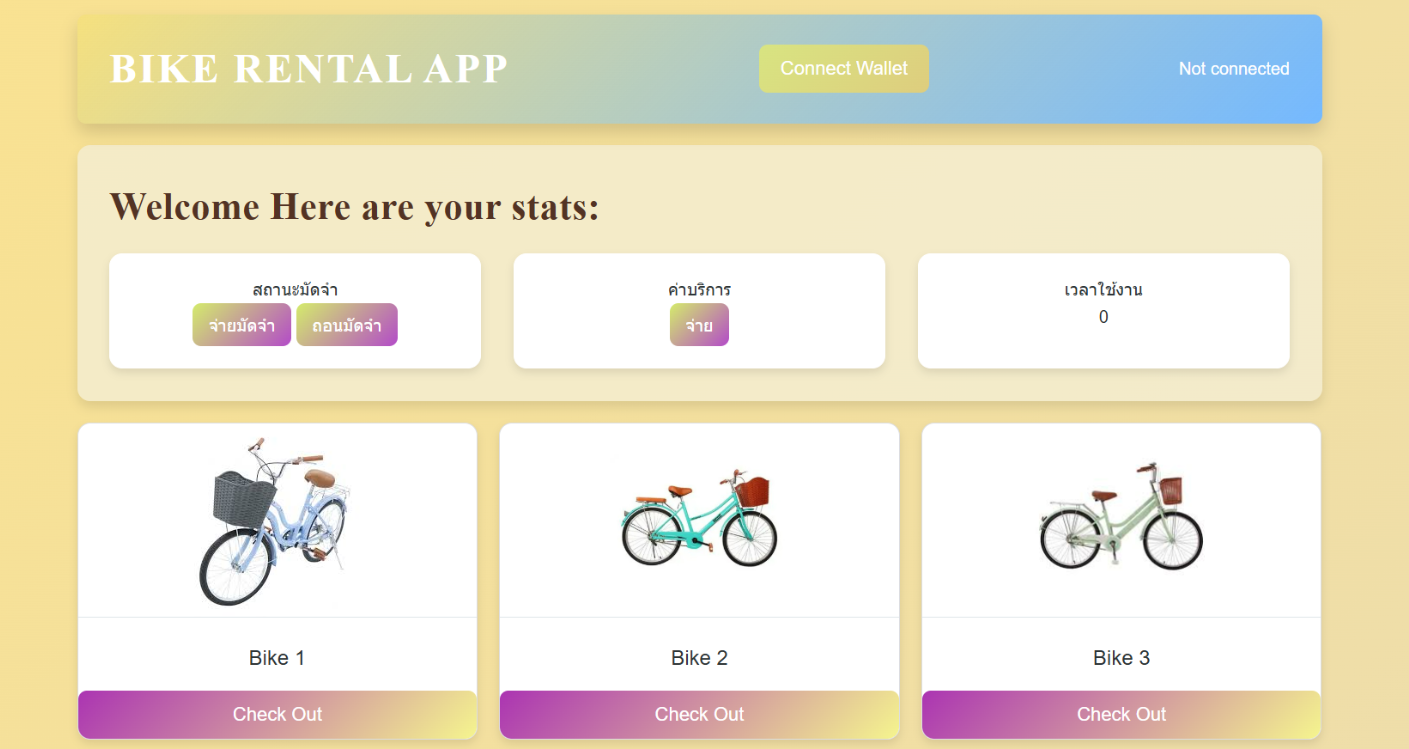 BIKE RENTAL APP
Connect Wallet
Not connected
Welcome Here are your stats:
สถานะมัดจำ
จ่ายมัดจำ ถอนมัดจำ
ค่าบริการ
จ่าย
เวลาใช้งาน
0
Bike 1
Check Out
Bike 2
Check Out
Bike 3
Check Out